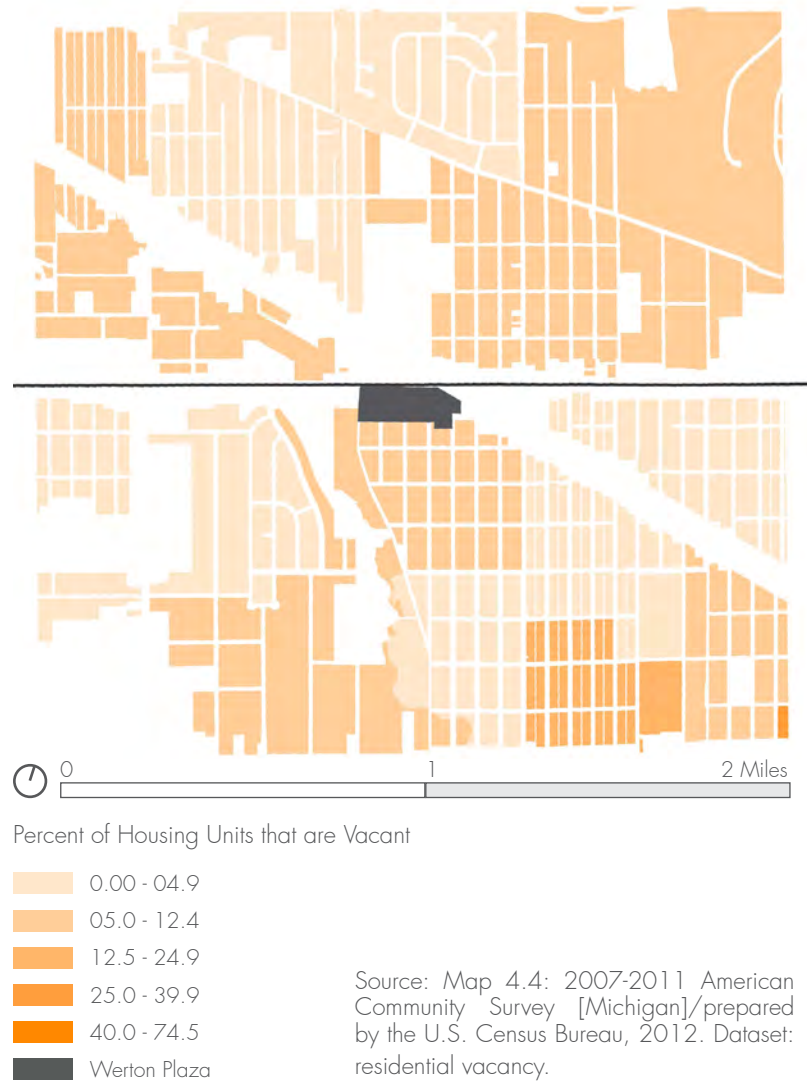 0 1 2 Miles
Percent of Housing Units that are Vacant
0.00 - 04.9
05.0 - 12.4
12.5 - 24.9
25.0 - 39.9
40.0 - 74.5
Werton Plaza
Source: Map 4.4: 2007-2011 American
Community Survey [Michigan]/prepared
by the U.S. Census Bureau, 2012. Dataset:
residential vacancy.